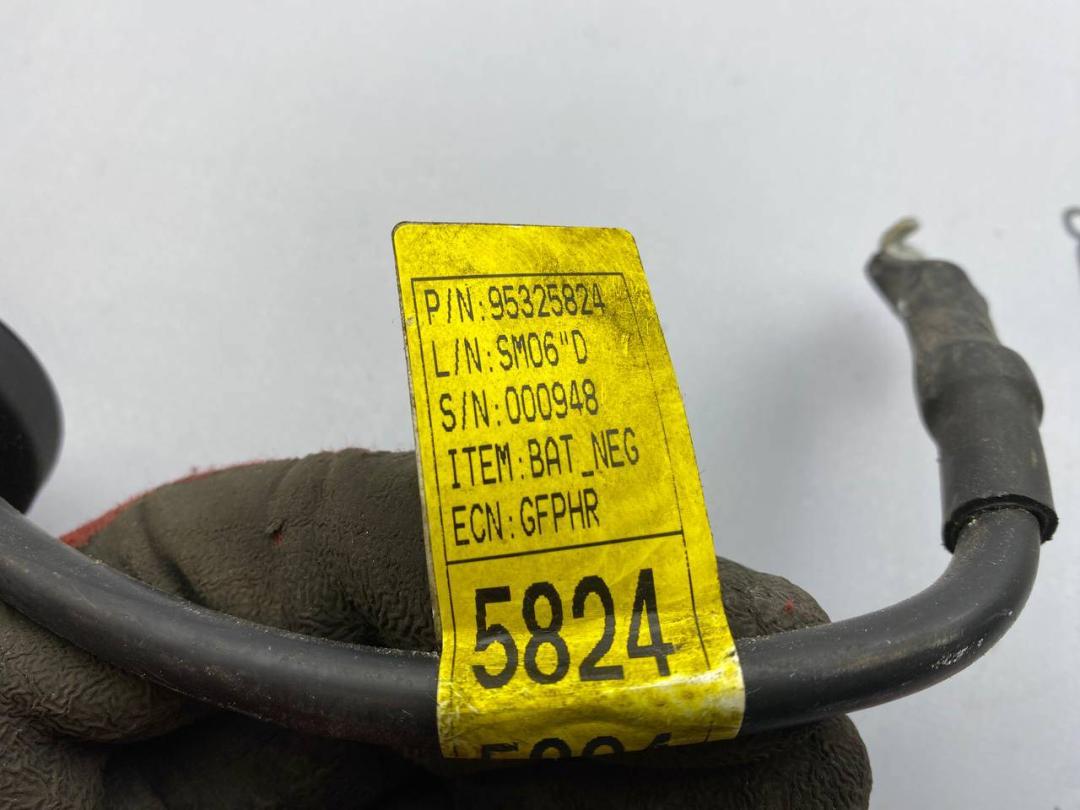 P/N:95325824
L/N:SM06"D
S/N:000948
ITEM:BAT_NEG
ECN:GFPHR
5824